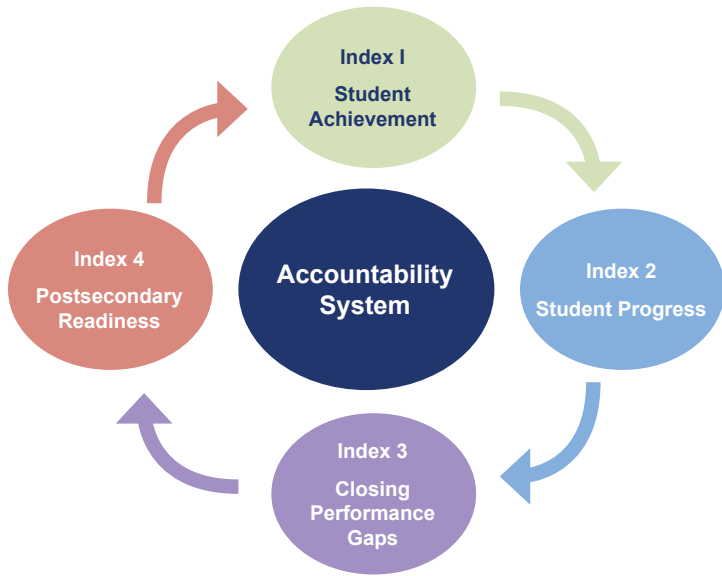 Index I
Student
Achievement
Index 2
Student Progress
Index 3
Closing
Performance
Gaps
Index 4
Postsecondary
Readiness
Accountability
System